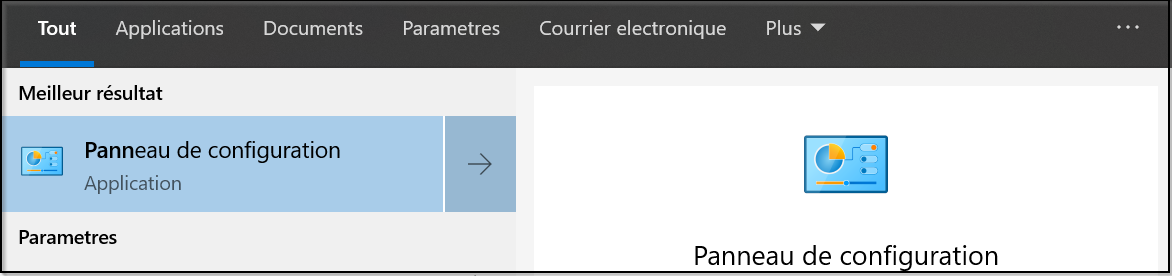 Tout Applications Documents Parametres Courrier electronique Plus
Meilleur résultat
Panneau de configuration
Application
Parametres
Panneau de configuration